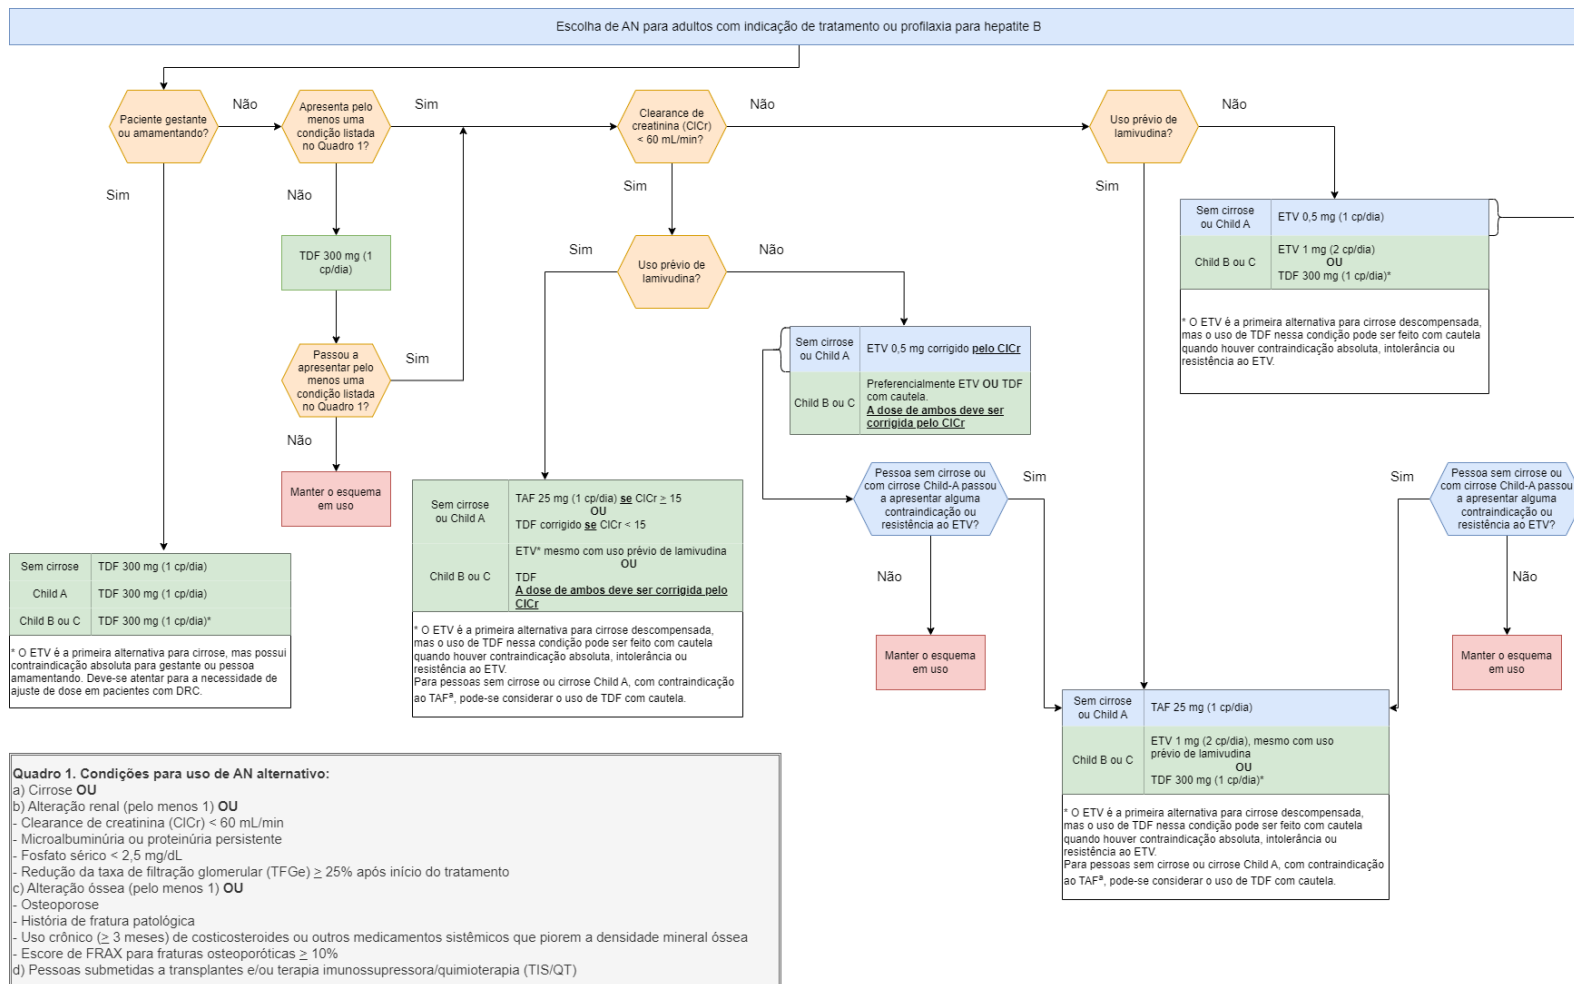 Escolha de AN para adultos com indicação de tratamento ou profilaxia para hepatite B
Paciente gestante
ou amamentando?
Não
Sim
Apresenta pelo
menos uma
condição listada
no Quadro 1?
Sim
Não
TDF 300 mg (1
cp/dia)
Passou a
apresentar pelo
menos uma
condição listada
no Quadro 1?
Sim
Não
Manter o esquema
em uso
Clearance de
creatinina (ClCr)
< 60 mL/min?
Não
Sim
Uso prévio de
lamivudina?
Sim
Não
Uso prévio de
lamivudina?
Não
Sim
Sem cirrose
ou Child A
ETV 0,5 mg (1 cp/dia)
Child B ou C
ETV 1 mg (2 cp/dia)
OU
TDF 300 mg (1 cp/dia)*
* O ETV é a primeira alternativa para cirrose descompensada,
mas o uso de TDF nessa condição pode ser feito com cautela
quando houver contraindicação absoluta, intolerância ou
resistência ao ETV.
Sem cirrose
ou Child A
ETV 0,5 mg corrigido pelo ClCr
Child B ou C
Preferencialmente ETV OU TDF
com cautela.
A dose de ambos deve ser
corrigida pelo ClCr
Pessoa sem cirrose ou
com cirrose Child-A passou
a apresentar alguma
contraindicação ou
resistência ao ETV?
Sim
Não
Manter o esquema
em uso
Pessoa sem cirrose ou
com cirrose Child-A passou
a apresentar alguma
contraindicação ou
resistência ao ETV?
Sim
Não
Manter o esquema
em uso
Sem cirrose
ou Child A
TAF 25 mg (1 cp/dia) se ClCr ≥ 15
OU
TDF corrigido se ClCr < 15
Child B ou C
ETV* mesmo com uso prévio de lamivudina
OU
TDF
A dose de ambos deve ser corrigida pelo
ClCr
* O ETV é a primeira alternativa para cirrose descompensada,
mas o uso de TDF nessa condição pode ser feito com cautela
quando houver contraindicação absoluta, intolerância ou
resistência ao ETV.
Para pessoas sem cirrose ou cirrose Child A, com contraindicação
ao TAFª, pode-se considerar o uso de TDF com cautela.
Sem cirrose
TDF 300 mg (1 cp/dia)
Child A
TDF 300 mg (1 cp/dia)
Child B ou C
TDF 300 mg (1 cp/dia)*
* O ETV é a primeira alternativa para cirrose, mas possui
contraindicação absoluta para gestante ou pessoa
amamentando. Deve-se atentar para a necessidade de
ajuste de dose em pacientes com DRC.
Sem cirrose
ou Child A
TAF 25 mg (1 cp/dia)
Child B ou C
ETV 1 mg (2 cp/dia), mesmo com uso
prévio de lamivudina
OU
TDF 300 mg (1 cp/dia)*
* O ETV é a primeira alternativa para cirrose descompensada,
mas o uso de TDF nessa condição pode ser feito com cautela
quando houver contraindicação absoluta, intolerância ou
resistência ao ETV.
Para pessoas sem cirrose ou cirrose Child A, com contraindicação
ao TAFª, pode-se considerar o uso de TDF com cautela.
Quadro 1. Condições para uso de AN alternativo:
a) Cirrose OU
b) Alteração renal (pelo menos 1) OU
- Clearance de creatinina (ClCr) < 60 mL/min
- Microalbuminúria ou proteinúria persistente
- Fosfato sérico < 2,5 mg/dL
- Redução da taxa de filtração glomerular (TFGe) ≥ 25% após início do tratamento
c) Alteração óssea (pelo menos 1) OU
- Osteoporose
- História de fratura patológica
- Uso crônico (≥ 3 meses) de costicosteroides ou outros medicamentos sistêmicos que piorem a densidade mineral óssea
- Escore de FRAX para fraturas osteoporóticas ≥ 10%
d) Pessoas submetidas a transplantes e/ou terapia imunossupressora/quimioterapia (TIS/QT)